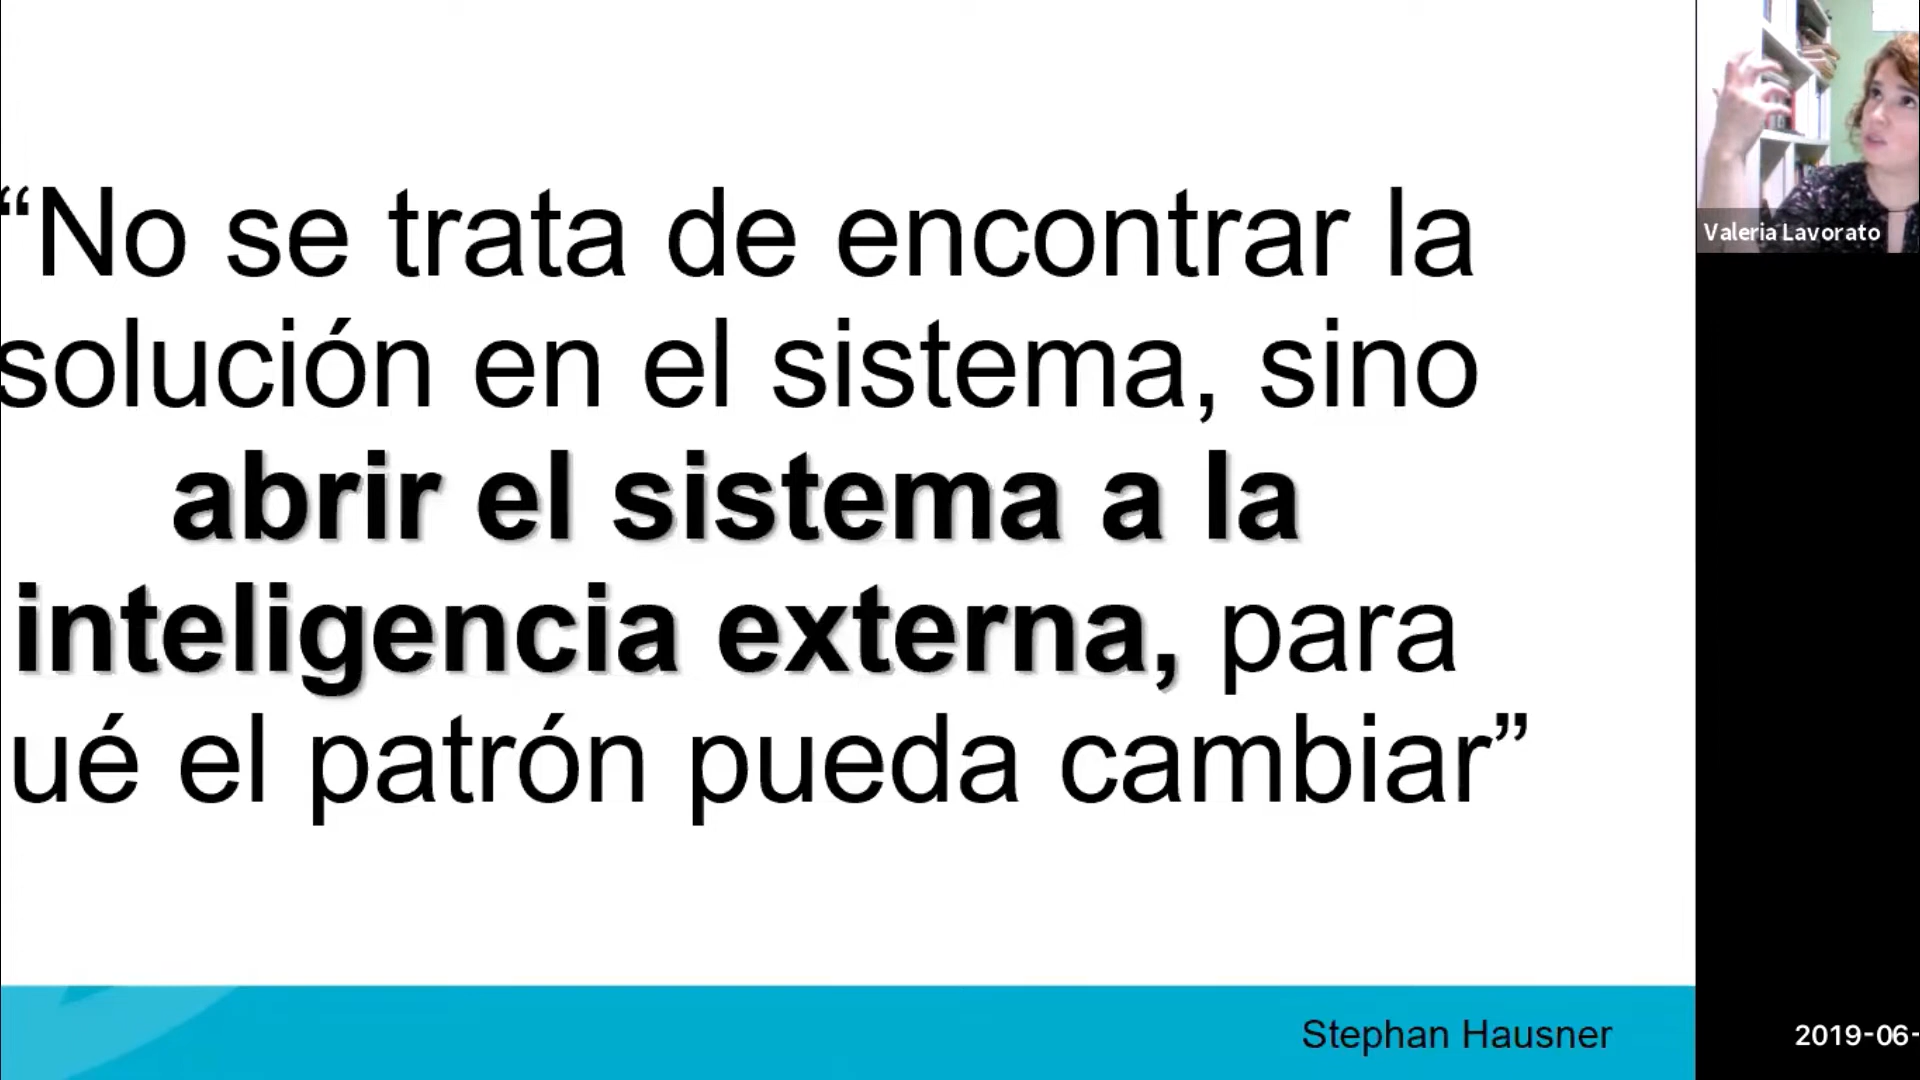 “No se trata de encontrar la
solución en el sistema, sino
abrir el sistema a la
inteligencia externa, para
ué el patrón pueda cambiar”
Stephan Hausner
Valeria Lavorato
2019-06-